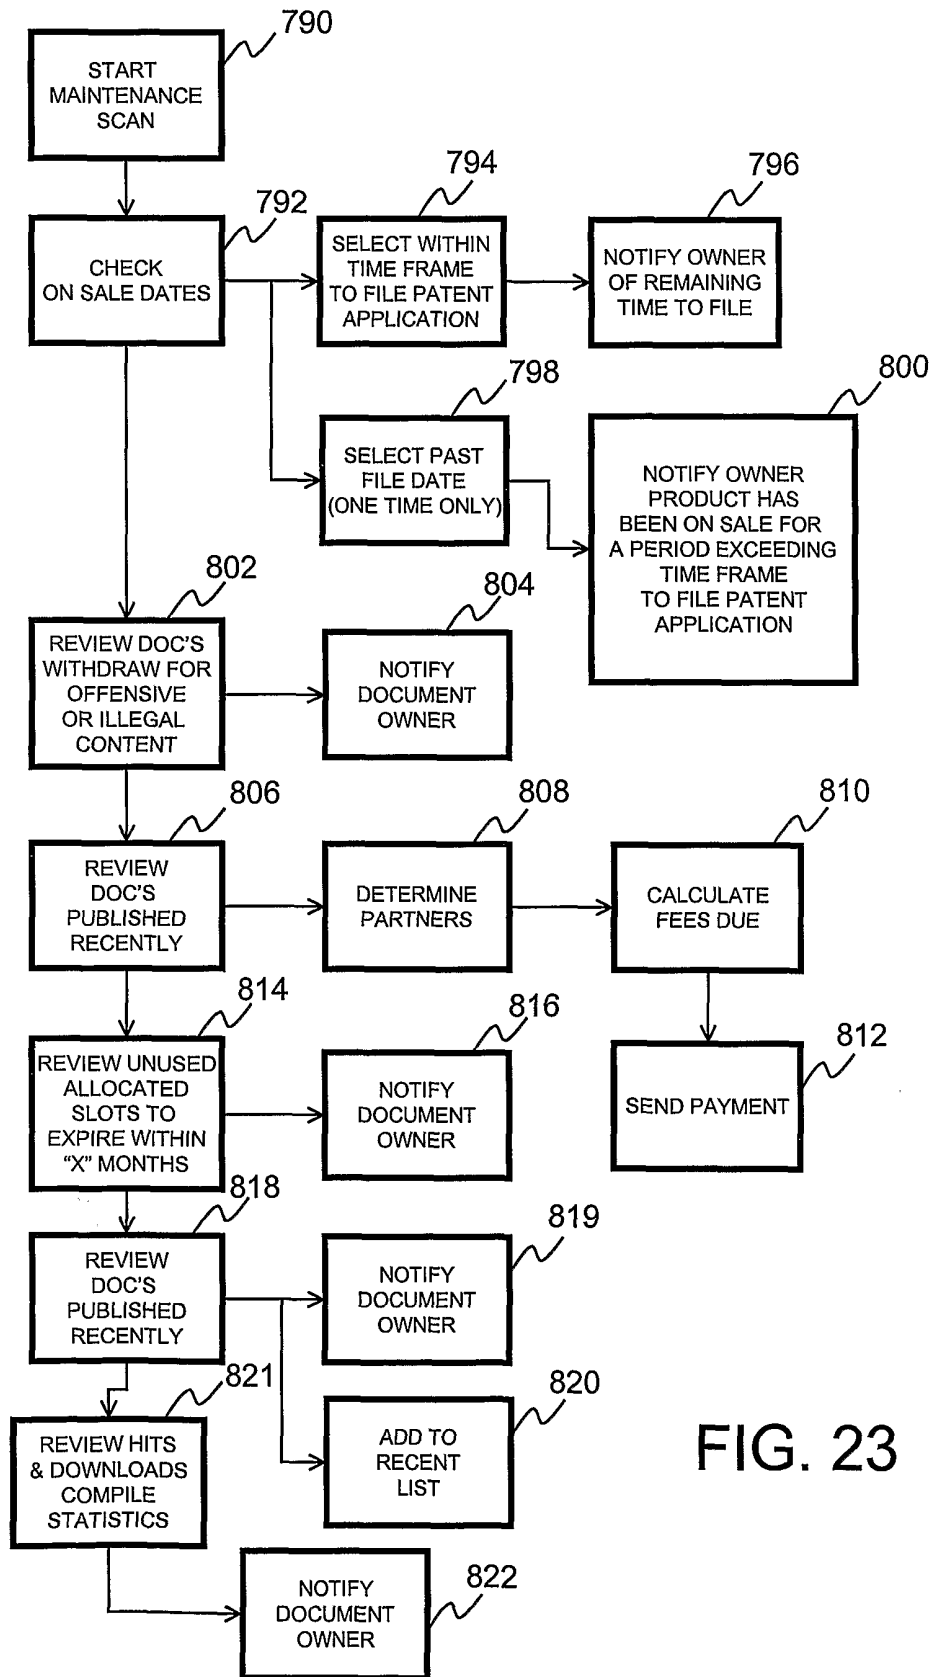 790
START
MAINTENANCE
SCAN
792
CHECK
ON SALE DATES
794
SELECT WITHIN
TIME FRAME
TO FILE PATENT
APPLICATION
796
NOTIFY OWNER
OF REMAINING
TIME TO FILE
798
SELECT PAST
FILE DATE
(ONE TIME ONLY)
800
NOTIFY OWNER
PRODUCT HAS
BEEN ON SALE FOR
A PERIOD EXCEEDING
TIME FRAME
TO FILE PATENT
APPLICATION
802
REVIEW DOC'S
WITHDRAW FOR
OFFENSIVE
OR ILLEGAL
CONTENT
804
NOTIFY
DOCUMENT
OWNER
806
REVIEW
DOC'S
PUBLISHED
RECENTLY
808
DETERMINE
PARTNERS
810
CALCULATE
FEES DUE
812
SEND PAYMENT
814
REVIEW UNUSED
ALLOCATED
SLOTS TO
EXPIRE WITHIN
"X" MONTHS
816
NOTIFY
DOCUMENT
OWNER
818
REVIEW
DOC'S
PUBLISHED
RECENTLY
819
NOTIFY
DOCUMENT
OWNER
820
ADD TO
RECENT
LIST
821
REVIEW HITS
& DOWNLOADS
COMPILE
STATISTICS
822
NOTIFY
DOCUMENT
OWNER
FIG. 23